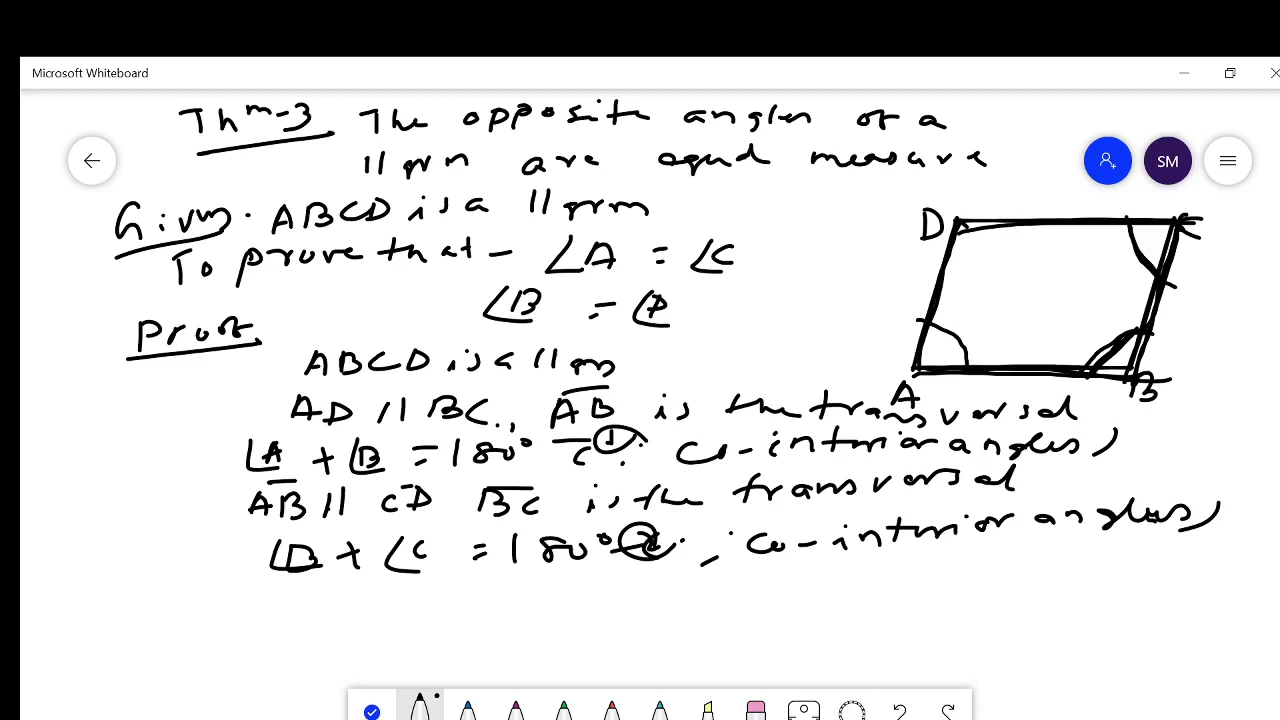 Microsoft Whiteboard
Thm-3 The opposite angles of a
llgm are equal measure
SM
Given. ABCD is a ||grm
To prove that - ∠A = ∠C
∠B = ∠D
Proof
ABCD is a ||gm
AD || BC., AB is the transversal
∠A + ∠B = 180° — ① (∵ co-interior angles)
AB || CD BC is the transversal
∠B + ∠C = 180° — ② ∵, co-interior angles)
D C
A B